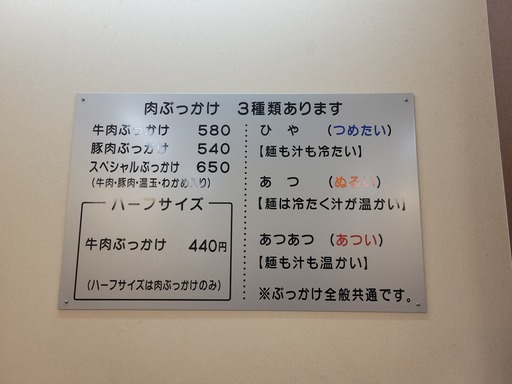 肉ぶっかけ 3種類あります
牛肉ぶっかけ 580
豚肉ぶっかけ 540
スペシャルぶっかけ 650
(牛肉・豚肉・温玉・わかめ入り)
ハーフサイズ
牛肉ぶっかけ 440円
(ハーフサイズは肉ぶっかけのみ)
ひや (つめたい)
【麺も汁も冷たい】
あつ (ぬるい)
【麺は冷たく汁が温かい】
あつあつ (あつい)
【麺も汁も温かい】
※ぶっかけ全般共通です。